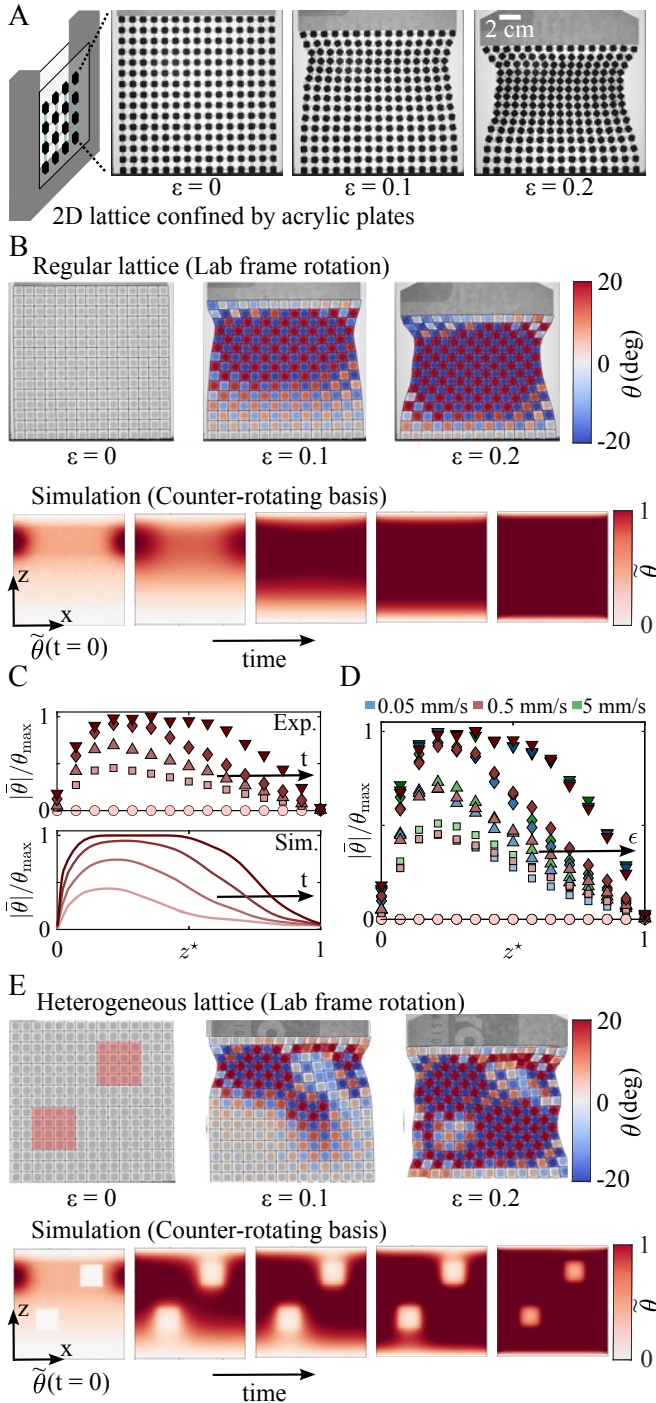 A
2 cm
ε = 0
ε = 0.1
ε = 0.2
2D lattice confined by acrylic plates
B
Regular lattice (Lab frame rotation)
20
0
-20
θ (deg)
ε = 0
ε = 0.1
ε = 0.2
Simulation (Counter-rotating basis)
1
0
θ̃
z
x
θ̃(t = 0)
time
C
1
Exp.
|θ̄|/θmax
t
0
1
Sim.
|θ̄|/θmax
t
0
0
z⋆
1
D
0.05 mm/s
0.5 mm/s
5 mm/s
1
|θ̄|/θmax
ϵ
0
0
z⋆
1
E
Heterogeneous lattice (Lab frame rotation)
20
0
-20
θ (deg)
ε = 0
ε = 0.1
ε = 0.2
Simulation (Counter-rotating basis)
1
0
θ̃
z
x
θ̃(t = 0)
time